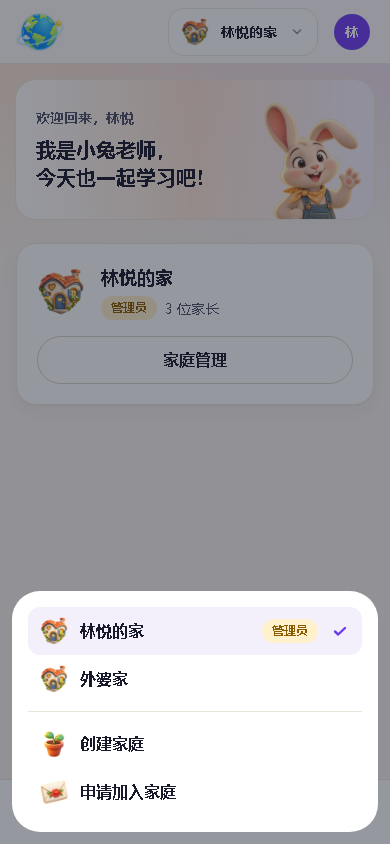 林悦的家
林
欢迎回来，林悦
我是小兔老师，
今天也一起学习吧！
林悦的家
管理员 3 位家长
家庭管理
林悦的家 管理员
外婆家
创建家庭
申请加入家庭